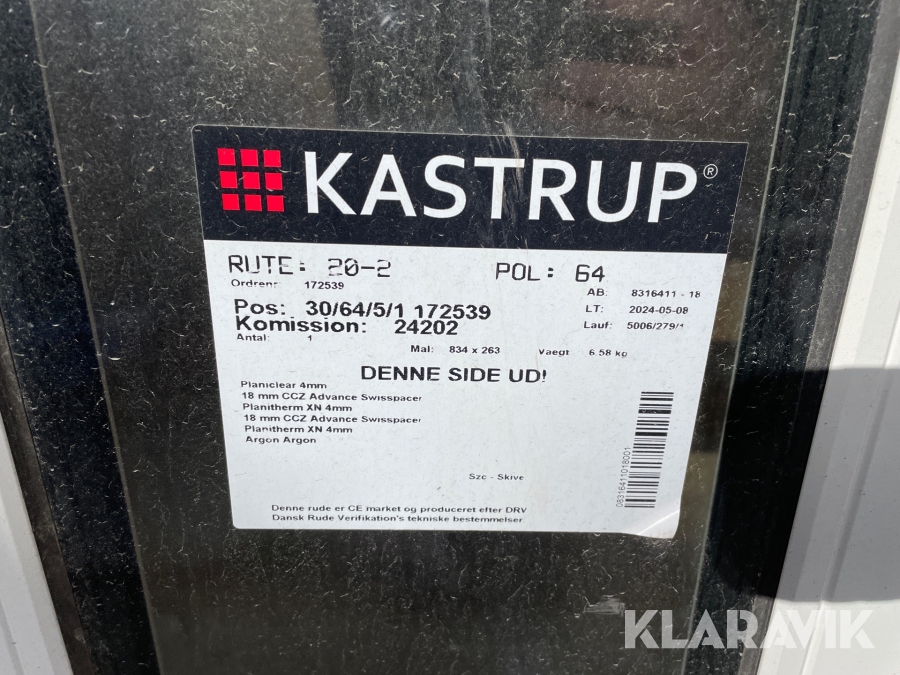 KASTRUP®
RUTE: 20-2 POL: 64
Ordrenr 172539 AB: 8316411 - 18
Pos: 30/64/5/1 172539 LT: 2024-05-08
Komission: 24202 Lauf: 5006/279/1
Antal: 1
Mal: 834 x 263 Vaegt 6.58 kg
DENNE SIDE UD!
Planiclear 4mm
18 mm CCZ Advance Swisspacer
Planitherm XN 4mm
18 mm CCZ Advance Swisspacer
Planitherm XN 4mm
Argon Argon
08316411018001
Szc - Skive
Denne rude er CE market og produceret efter DRV
Dansk Rude Verifikation's tekniske bestemmelser
KLARAVIK